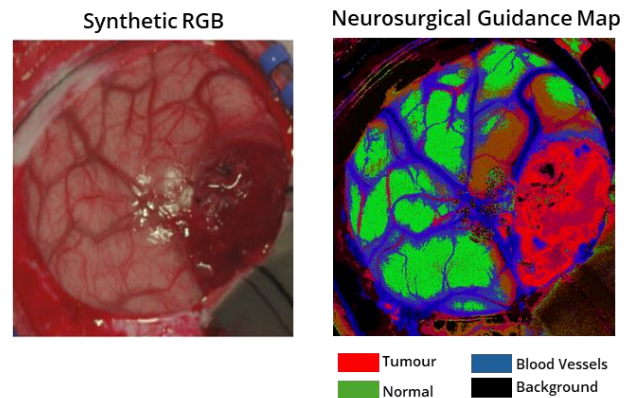 Synthetic RGB
Neurosurgical Guidance Map
Tumour
Blood Vessels
Normal
Background